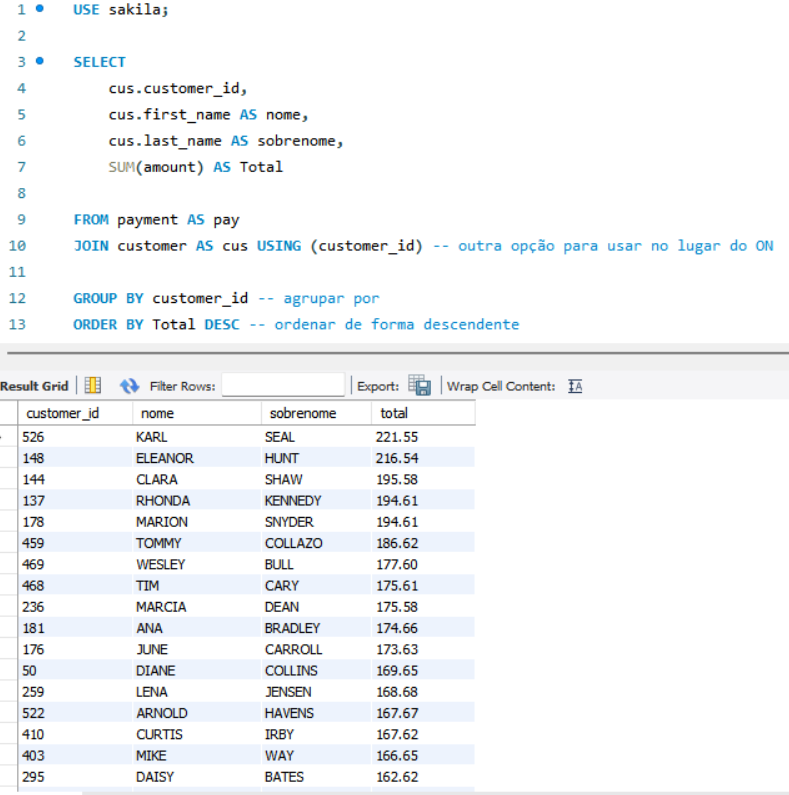 1 USE sakila;
2
3 SELECT
4 cus.customer_id,
5 cus.first_name AS nome,
6 cus.last_name AS sobrenome,
7 SUM(amount) AS Total
8
9 FROM payment AS pay
10 JOIN customer AS cus USING (customer_id) -- outra opção para usar no lugar do ON
11
12 GROUP BY customer_id -- agrupar por
13 ORDER BY Total DESC -- ordenar de forma descendente
Result Grid Filter Rows: Export: Wrap Cell Content: IA
customer_id nome sobrenome total
526 KARL SEAL 221.55
148 ELEANOR HUNT 216.54
144 CLARA SHAW 195.58
137 RHONDA KENNEDY 194.61
178 MARION SNYDER 194.61
459 TOMMY COLLAZO 186.62
469 WESLEY BULL 177.60
468 TIM CARY 175.61
236 MARCIA DEAN 175.58
181 ANA BRADLEY 174.66
176 JUNE CARROLL 173.63
50 DIANE COLLINS 169.65
259 LENA JENSEN 168.68
522 ARNOLD HAVENS 167.67
410 CURTIS IRBY 167.62
403 MIKE WAY 166.65
295 DAISY BATES 162.62